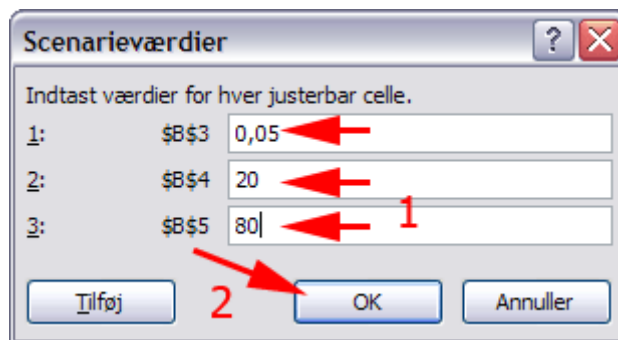 Scenarieværdier
Indtast værdier for hver justerbar celle.
1: $B$3 0,05
2: $B$4 20
3: $B$5 80
1
2
Tilføj OK Annuller